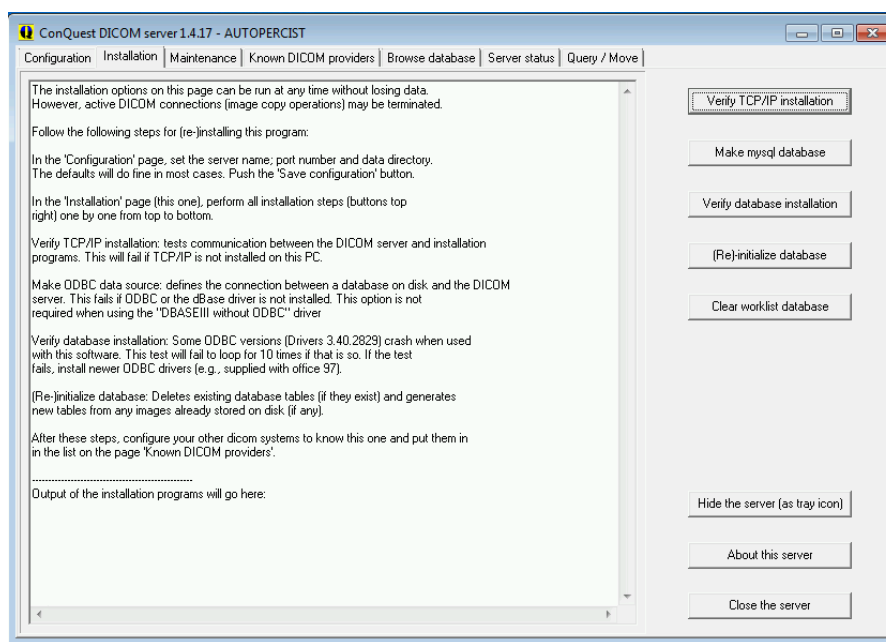 ConQuest DICOM server 1.4.17 - AUTOPERCIST
Configuration Installation Maintenance Known DICOM providers Browse database Server status Query / Move
The installation options on this page can be run at any time without losing data.
However, active DICOM connections (image copy operations) may be terminated.
Follow the following steps for (re-)installing this program:
In the 'Configuration' page, set the server name; port number and data directory.
The defaults will do fine in most cases. Push the 'Save configuration' button.
In the 'Installation' page (this one), perform all installation steps (buttons top
right) one by one from top to bottom.
Verify TCP/IP installation: tests communication between the DICOM server and installation
programs. This will fail if TCP/IP is not installed on this PC.
Make ODBC data source: defines the connection between a database on disk and the DICOM
server. This fails if ODBC or the dBase driver is not installed. This option is not
required when using the "DBASEIII without ODBC" driver
Verify database installation: Some ODBC versions (Drivers 3.40.2829) crash when used
with this software. This test will fail to loop for 10 times if that is so. If the test
fails, install newer ODBC drivers (e.g., supplied with office 97).
(Re-)initialize database: Deletes existing database tables (if they exist) and generates
new tables from any images already stored on disk (if any).
After these steps, configure your other dicom systems to know this one and put them in
in the list on the page 'Known DICOM providers'.
------------------------------------------------
Output of the installation programs will go here:
Verify TCP/IP installation
Make mysql database
Verify database installation
(Re)-initialize database
Clear worklist database
Hide the server (as tray icon)
About this server
Close the server